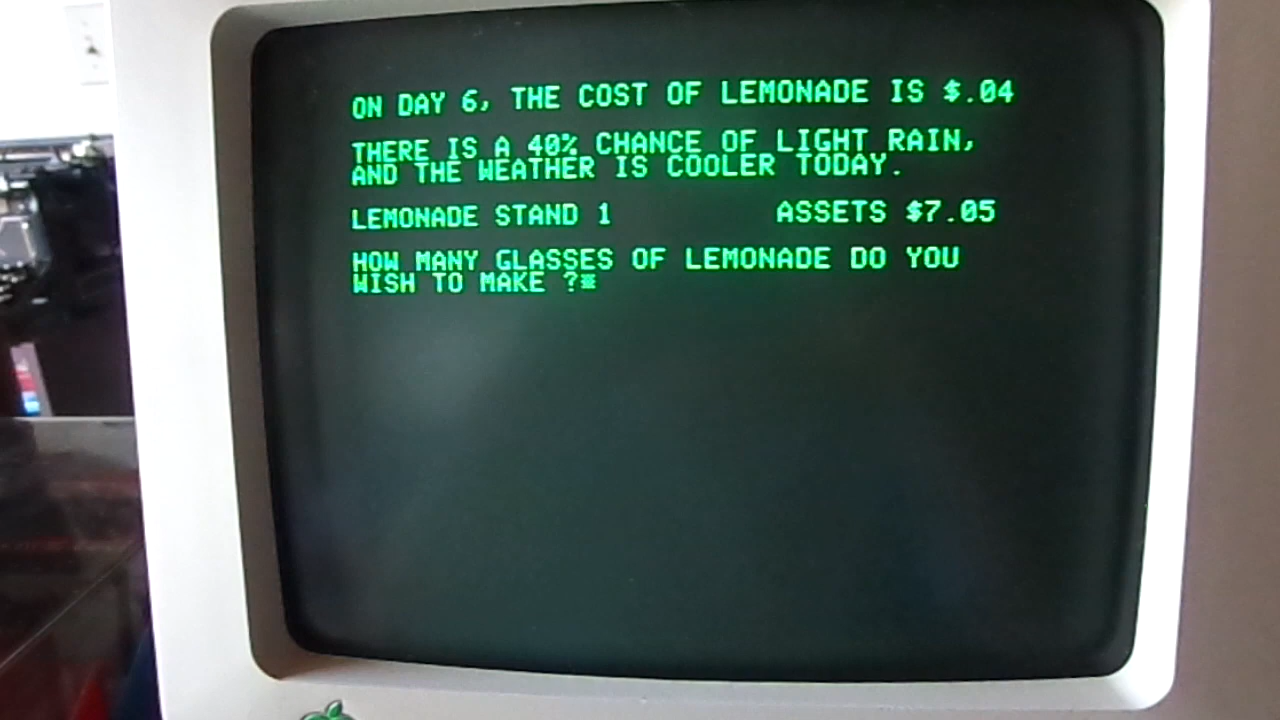 ON DAY 6, THE COST OF LEMONADE IS $.04
THERE IS A 40% CHANCE OF LIGHT RAIN,
AND THE WEATHER IS COOLER TODAY.
LEMONADE STAND 1 ASSETS $7.05
HOW MANY GLASSES OF LEMONADE DO YOU
WISH TO MAKE ?